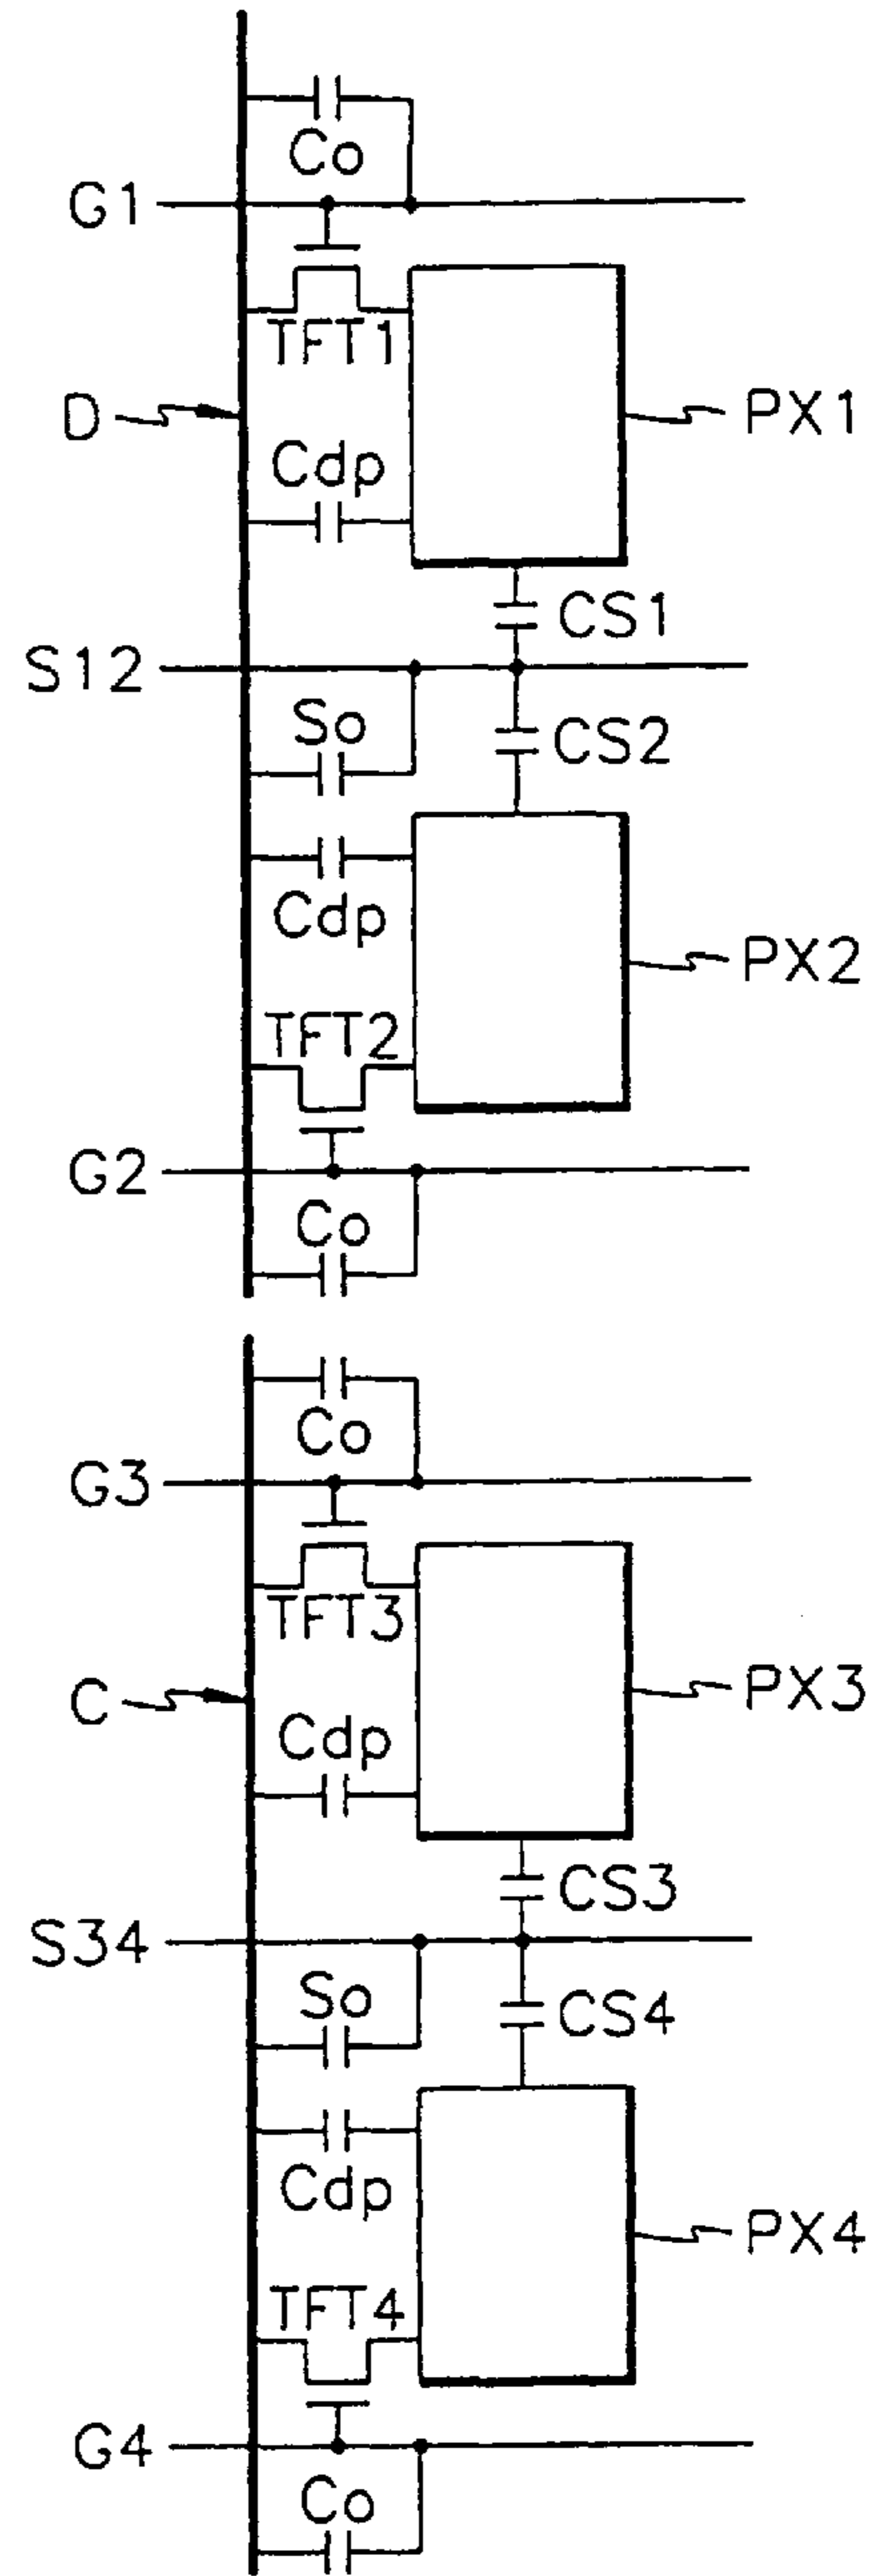 Co
G1
TFT1
D
PX1
Cdp
CS1
S12
So
CS2
Cdp
PX2
TFT2
G2
Co
Co
G3
TFT3
C
PX3
Cdp
CS3
S34
So
CS4
Cdp
PX4
TFT4
G4
Co